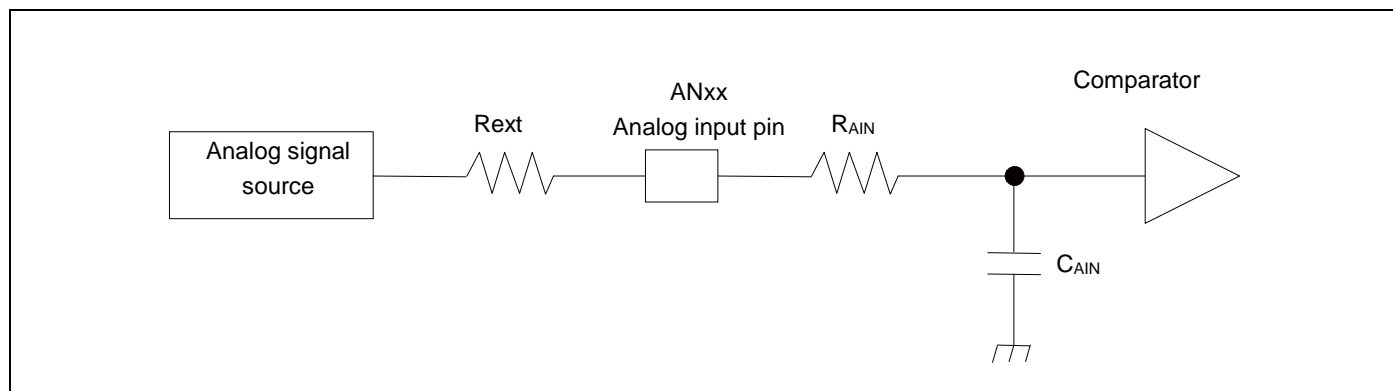 Comparator
ANxx
Analog input pin
Rext
RAIN
Analog signal
source
CAIN